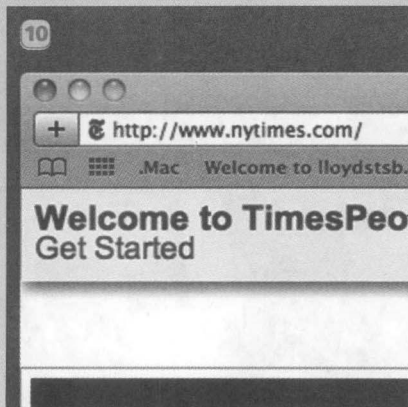 10
http://www.nytimes.com/
.Mac Welcome to lloydstsb.
Welcome to TimesPeo
Get Started